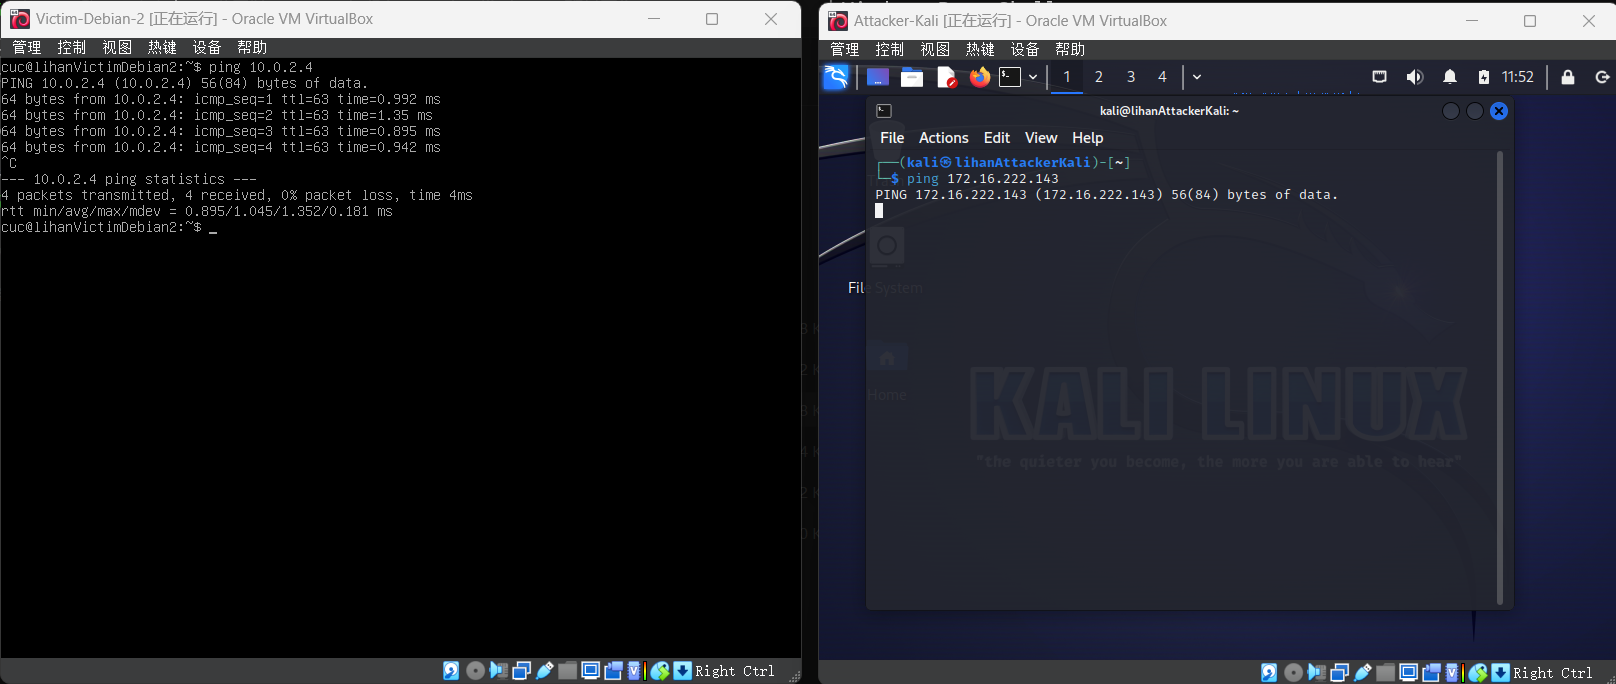 Victim-Debian-2 [正在运行] - Oracle VM VirtualBox
管理 控制 视图 热键 设备 帮助
cuc@lihanVictimDebian2:~$ ping 10.0.2.4
PING 10.0.2.4 (10.0.2.4) 56(84) bytes of data.
64 bytes from 10.0.2.4: icmp_seq=1 ttl=63 time=0.992 ms
64 bytes from 10.0.2.4: icmp_seq=2 ttl=63 time=1.35 ms
64 bytes from 10.0.2.4: icmp_seq=3 ttl=63 time=0.895 ms
64 bytes from 10.0.2.4: icmp_seq=4 ttl=63 time=0.942 ms
^C
--- 10.0.2.4 ping statistics ---
4 packets transmitted, 4 received, 0% packet loss, time 4ms
rtt min/avg/max/mdev = 0.895/1.045/1.352/0.181 ms
cuc@lihanVictimDebian2:~$ _
Right Ctrl
Attacker-Kali [正在运行] - Oracle VM VirtualBox
管理 控制 视图 热键 设备 帮助
1 2 3 4 11:52
kali@lihanAttackerKali: ~
File Actions Edit View Help
┌──(kali㉿lihanAttackerKali)-[~]
└─$ ping 172.16.222.143
PING 172.16.222.143 (172.16.222.143) 56(84) bytes of data.
File System
Home
KALI LINUX
"the quieter you become, the more you are able to hear"
Right Ctrl